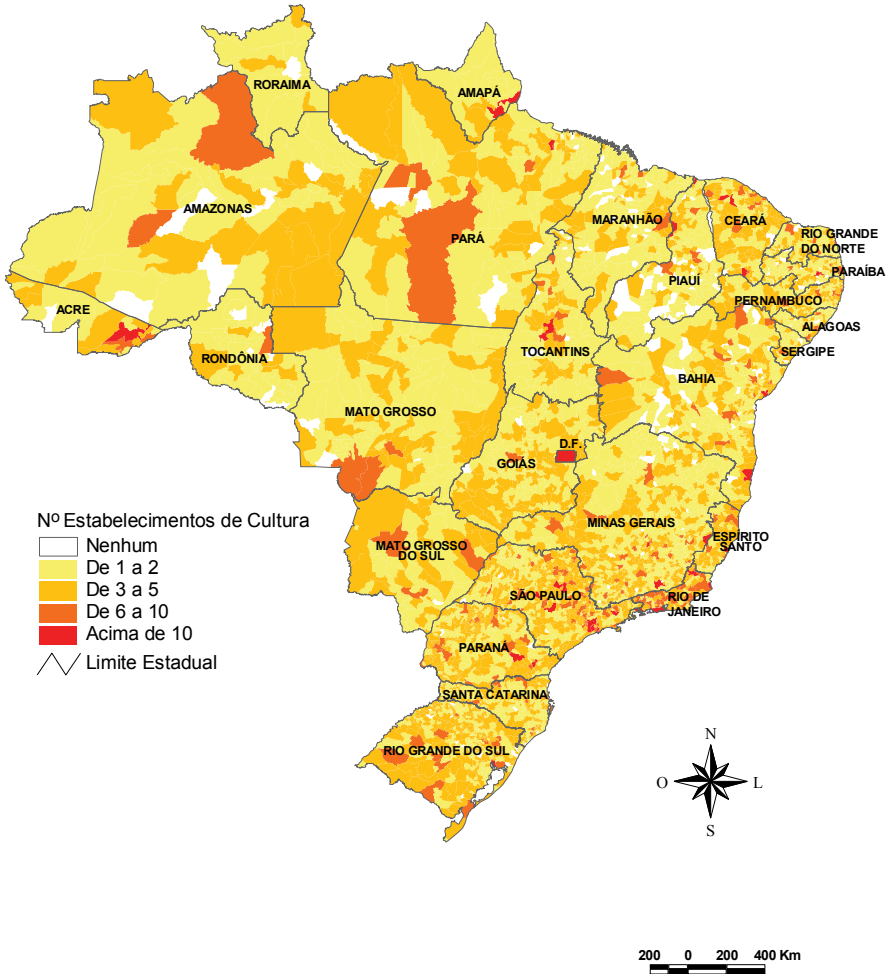 RORAIMA
AMAPÁ
AMAZONAS
PARÁ
MARANHÃO
CEARÁ
RIO GRANDE
DO NORTE
PARAÍBA
PIAUÍ
PERNAMBUCO
ACRE
ALAGOAS
RONDÔNIA
TOCANTINS
SERGIPE
BAHIA
MATO GROSSO
D.F.
GOIÁS
Nº Estabelecimentos de Cultura
Nenhum
De 1 a 2
De 3 a 5
De 6 a 10
Acima de 10
Limite Estadual
MINAS GERAIS
ESPÍRITO
SANTO
MATO GROSSO
DO SUL
SÃO PAULO
RIO DE
JANEIRO
PARANÁ
SANTA CATARINA
RIO GRANDE DO SUL
N
O
L
S
200 0 200 400 Km